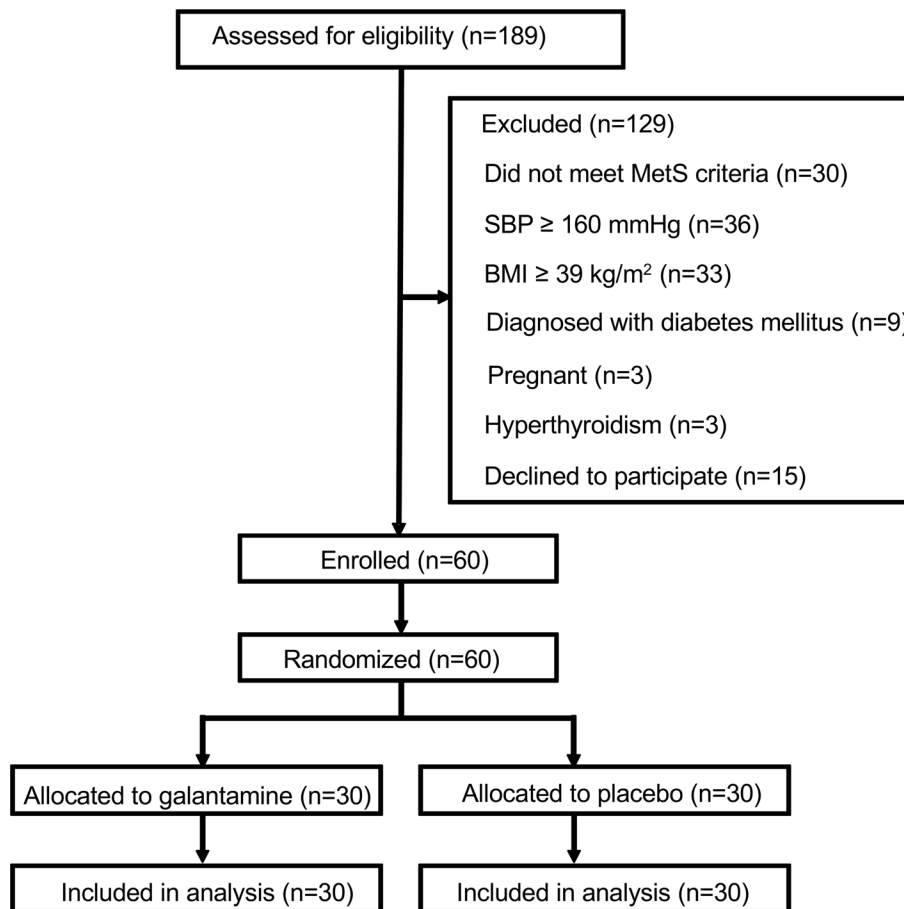 Assessed for eligibility (n=189)
Excluded (n=129)
Did not meet MetS criteria (n=30)
SBP ≥ 160 mmHg (n=36)
BMI ≥ 39 kg/m² (n=33)
Diagnosed with diabetes mellitus (n=9)
Pregnant (n=3)
Hyperthyroidism (n=3)
Declined to participate (n=15)
Enrolled (n=60)
Randomized (n=60)
Allocated to galantamine (n=30)
Allocated to placebo (n=30)
Included in analysis (n=30)
Included in analysis (n=30)